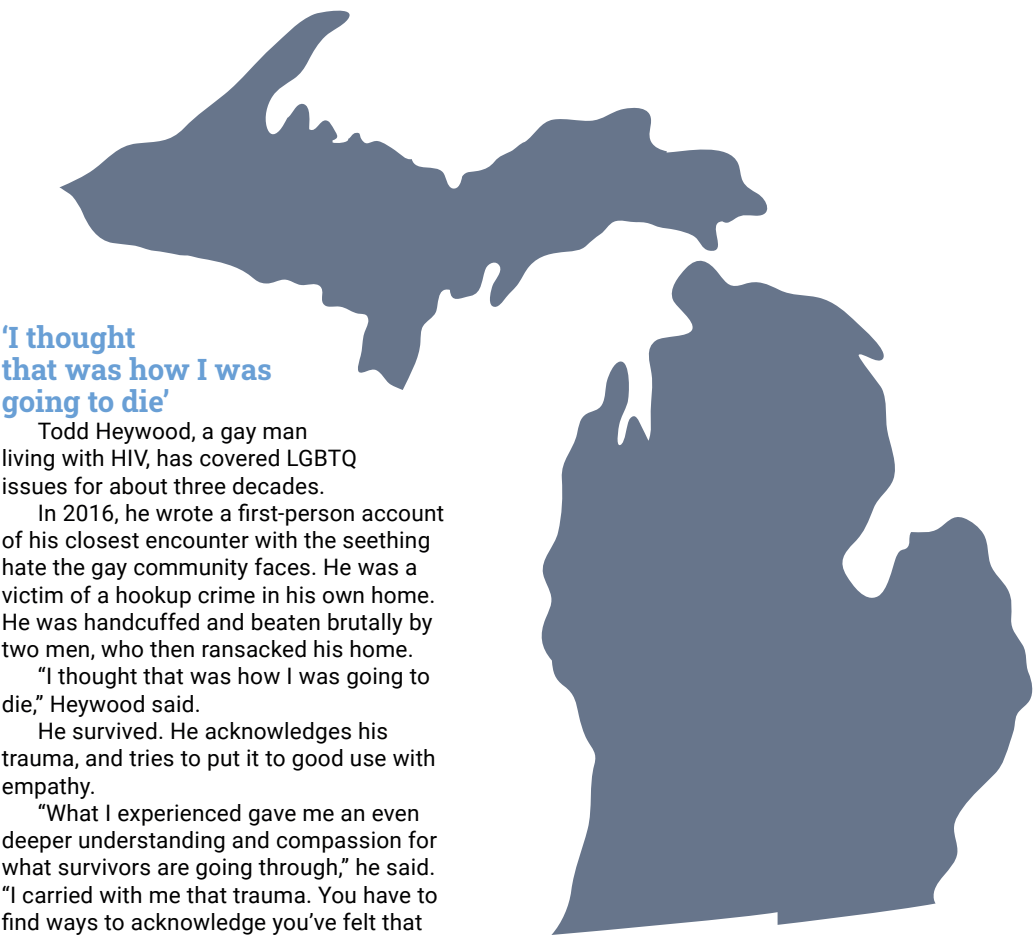 ‘I thought
that was how I was
going to die’
Todd Heywood, a gay man
living with HIV, has covered LGBTQ
issues for about three decades.
In 2016, he wrote a first-person account
of his closest encounter with the seething
hate the gay community faces. He was a
victim of a hookup crime in his own home.
He was handcuffed and beaten brutally by
two men, who then ransacked his home.
“I thought that was how I was going to
die,” Heywood said.
He survived. He acknowledges his
trauma, and tries to put it to good use with
empathy.
“What I experienced gave me an even
deeper understanding and compassion for
what survivors are going through,” he said.
“I carried with me that trauma. You have to
find ways to acknowledge you’ve felt that